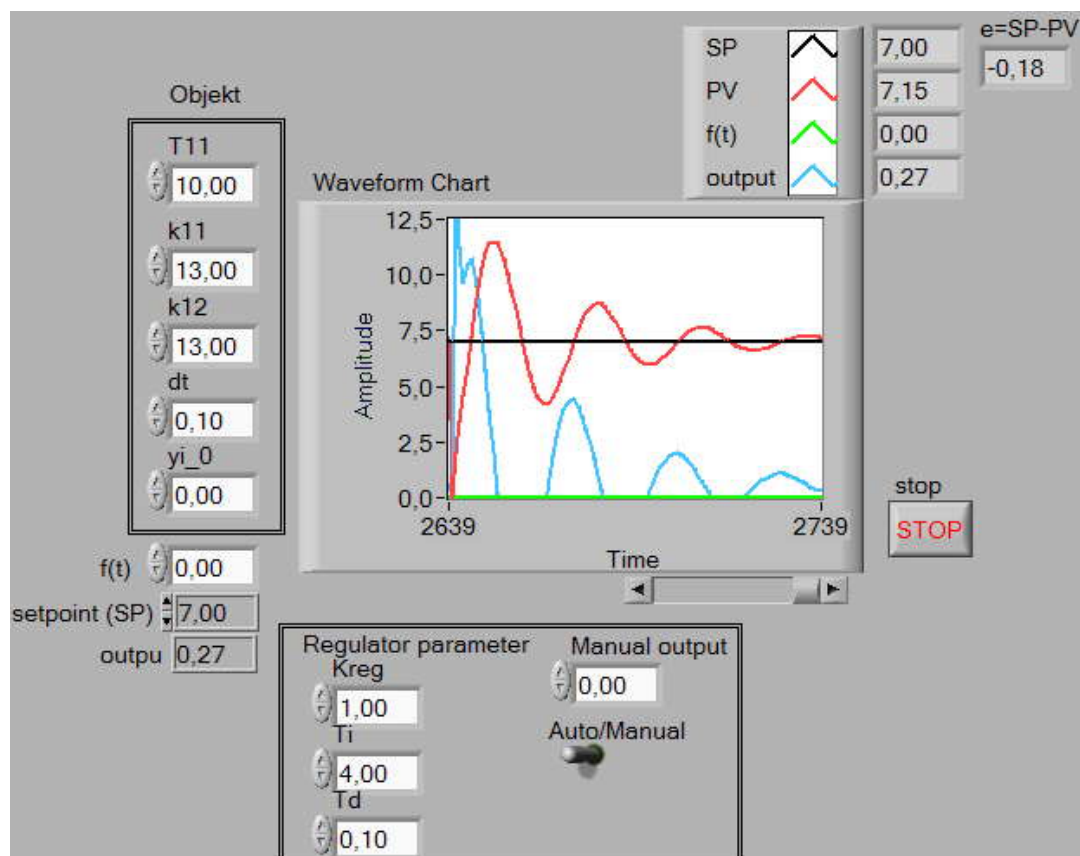 SP
7,00
e=SP-PV
-0,18
PV
7,15
f(t)
0,00
output
0,27
Objekt
T11
10,00
k11
13,00
k12
13,00
dt
0,10
yi_0
0,00
Waveform Chart
12,5
10,0
7,5
5,0
2,5
0,0
Amplitude
2639
2739
Time
stop
STOP
f(t)
0,00
setpoint (SP)
7,00
outpu
0,27
Regulator parameter
Kreg
1,00
Ti
4,00
Td
0,10
Manual output
0,00
Auto/Manual